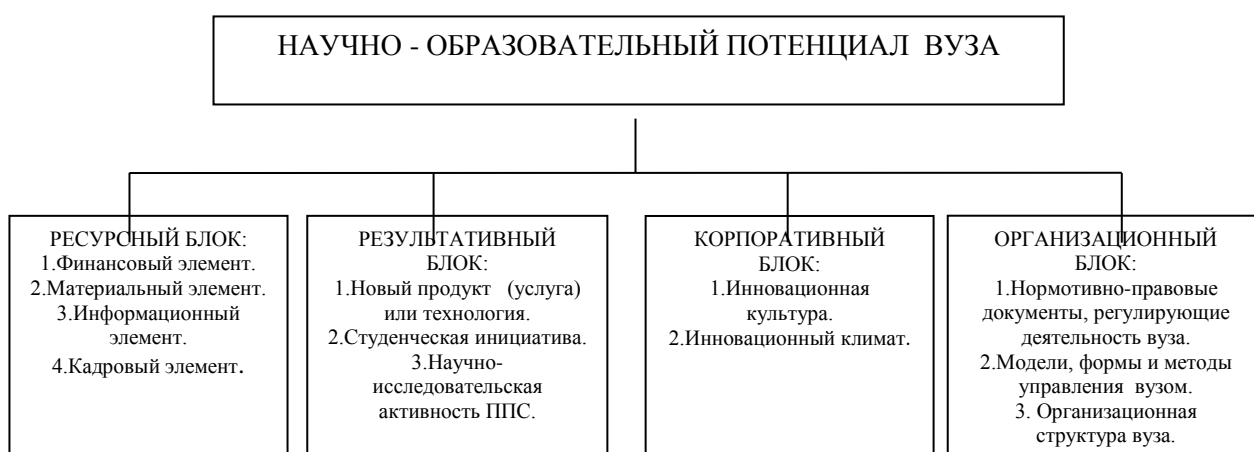 НАУЧНО - ОБРАЗОВАТЕЛЬНЫЙ ПОТЕНЦИАЛ ВУЗА
РЕСУРСНЫЙ БЛОК:
1.Финансовый элемент.
2.Материальный элемент.
3.Информационный
элемент.
4.Кадровый элемент.
РЕЗУЛЬТАТИВНЫЙ
БЛОК:
1.Новый продукт (услуга)
или технология.
2.Студенческая инициатива.
3.Научно-
исследовательская
активность ППС.
КОРПОРАТИВНЫЙ
БЛОК:
1.Инновационная
культура.
2.Инновационный климат.
ОРГАНИЗАЦИОННЫЙ
БЛОК:
1.Нормотивно-правовые
документы, регулирующие
деятельность вуза.
2.Модели, формы и методы
управления вузом.
3. Организационная
структура вуза.